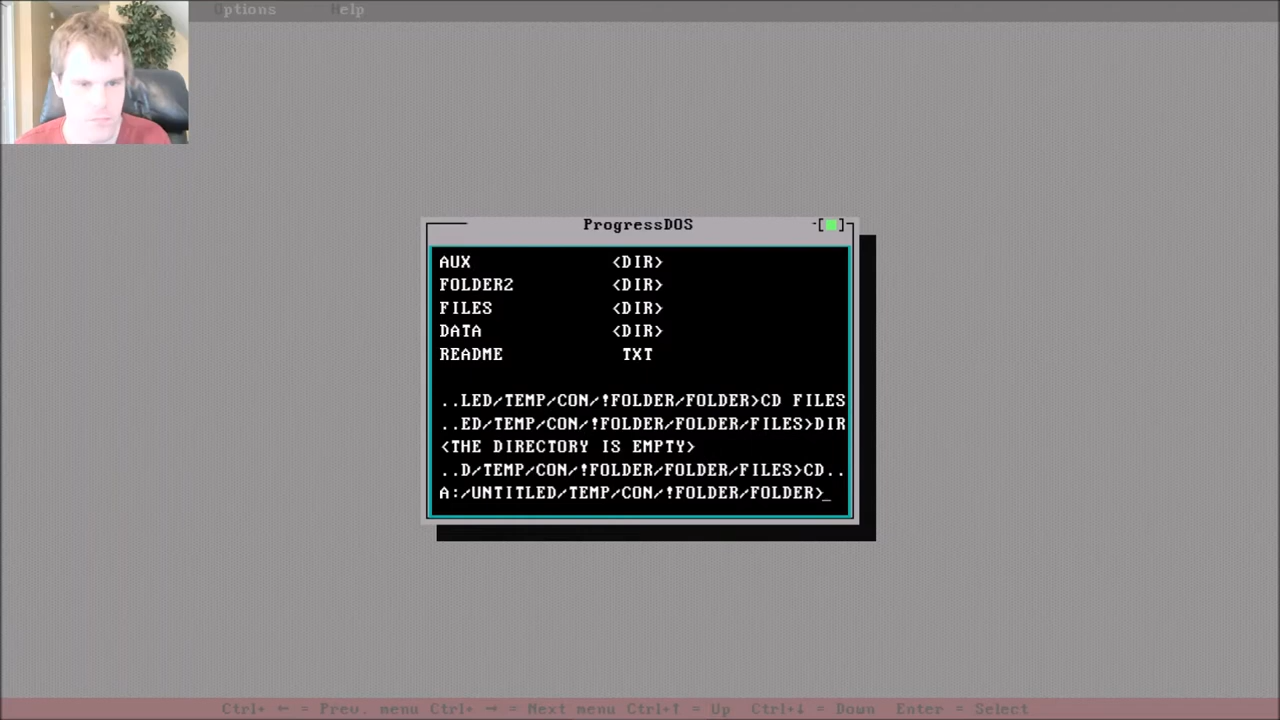 Options Help
ProgressDOS
AUX <DIR>
FOLDER2 <DIR>
FILES <DIR>
DATA <DIR>
README TXT
..LED/TEMP/CON/!FOLDER/FOLDER>CD FILES
..ED/TEMP/CON/!FOLDER/FOLDER/FILES>DIR
<THE DIRECTORY IS EMPTY>
..D/TEMP/CON/!FOLDER/FOLDER/FILES>CD..
A:/UNTITLED/TEMP/CON/!FOLDER/FOLDER>_
Ctrl+ ← = Prev. menu Ctrl+ → = Next menu Ctrl+↑ = Up Ctrl+↓ = Down Enter = Select